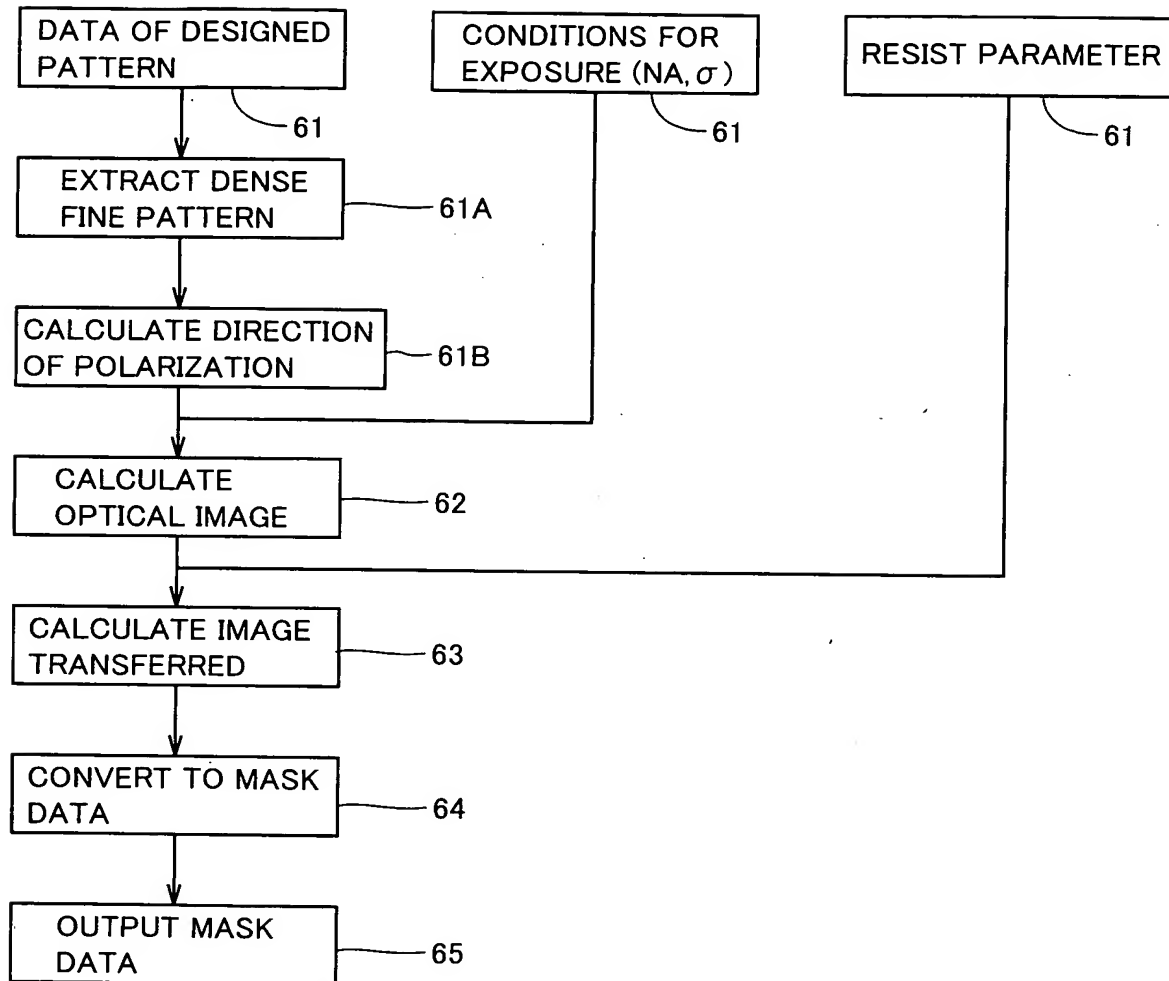 DATA OF DESIGNED
PATTERN
61
CONDITIONS FOR
EXPOSURE (NA, σ)
61
RESIST PARAMETER
61
EXTRACT DENSE
FINE PATTERN
61A
CALCULATE DIRECTION
OF POLARIZATION
61B
CALCULATE
OPTICAL IMAGE
62
CALCULATE IMAGE
TRANSFERRED
63
CONVERT TO MASK
DATA
64
OUTPUT MASK
DATA
65